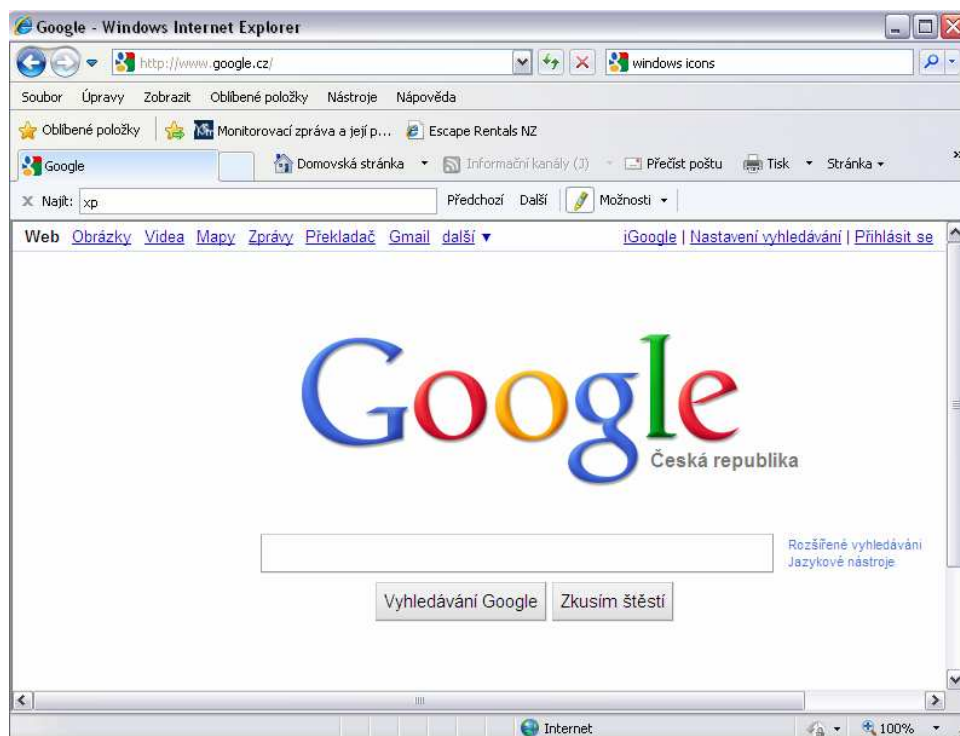 Google - Windows Internet Explorer
http://www.google.cz/ windows icons
Soubor Úpravy Zobrazit Oblíbené položky Nástroje Nápověda
Oblíbené položky Monitorovací zpráva a její p... Escape Rentals NZ
Google Domovská stránka Informační kanály (J) Přečíst poštu Tisk Stránka »
X Najít: xp Předchozí Další Možnosti
Web Obrázky Videa Mapy Zprávy Překladač Gmail další ▼ iGoogle | Nastavení vyhledávání | Přihlásit se
Google
Česká republika
Rozšířené vyhledávání
Jazykové nástroje
Vyhledávání Google Zkusím štěstí
Internet 100%